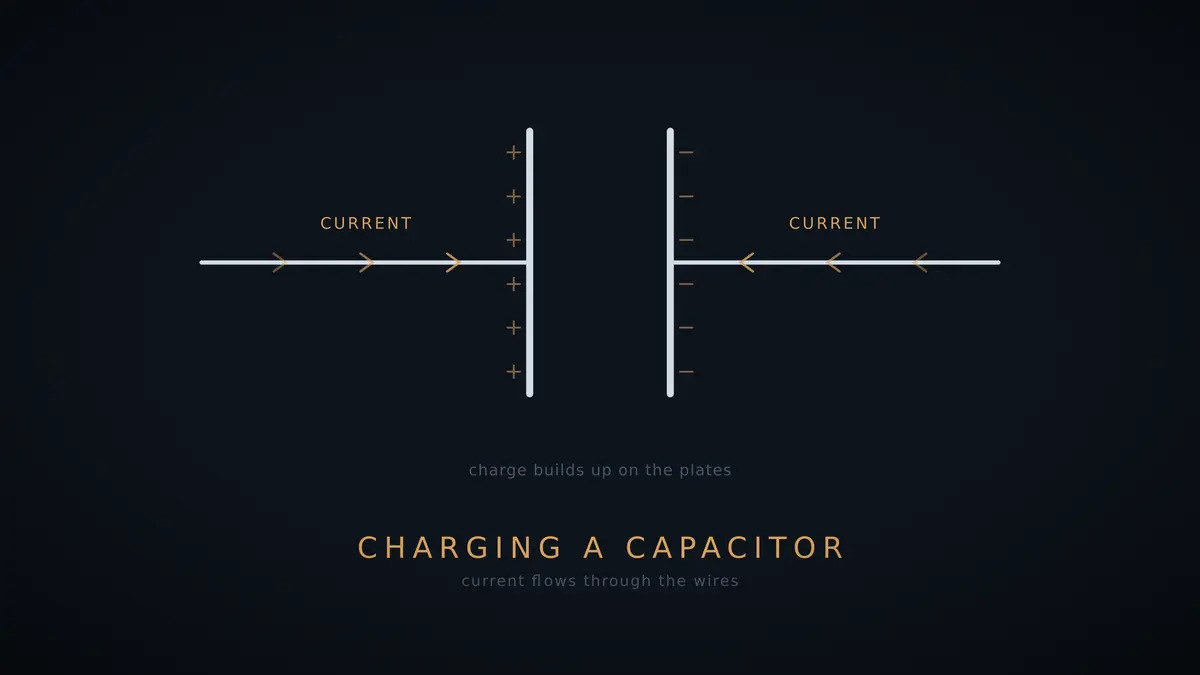 CURRENT CURRENT
charge builds up on the plates
CHARGING A CAPACITOR
current flows through the wires